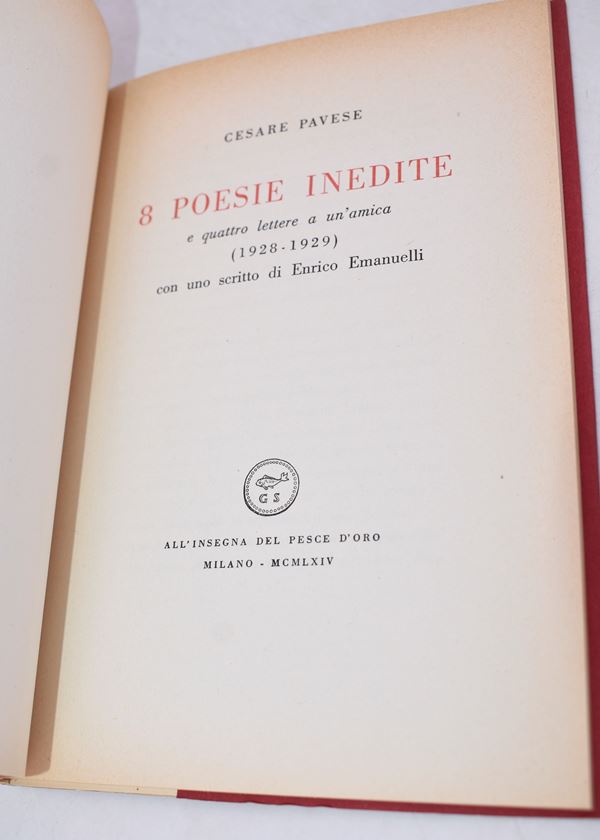 CESARE PAVESE
8 POESIE INEDITE
e quattro lettere a un'amica
(1928-1929)
con uno scritto di Enrico Emanuelli
G S
ALL'INSEGNA DEL PESCE D'ORO
MILANO - MCMLXIV